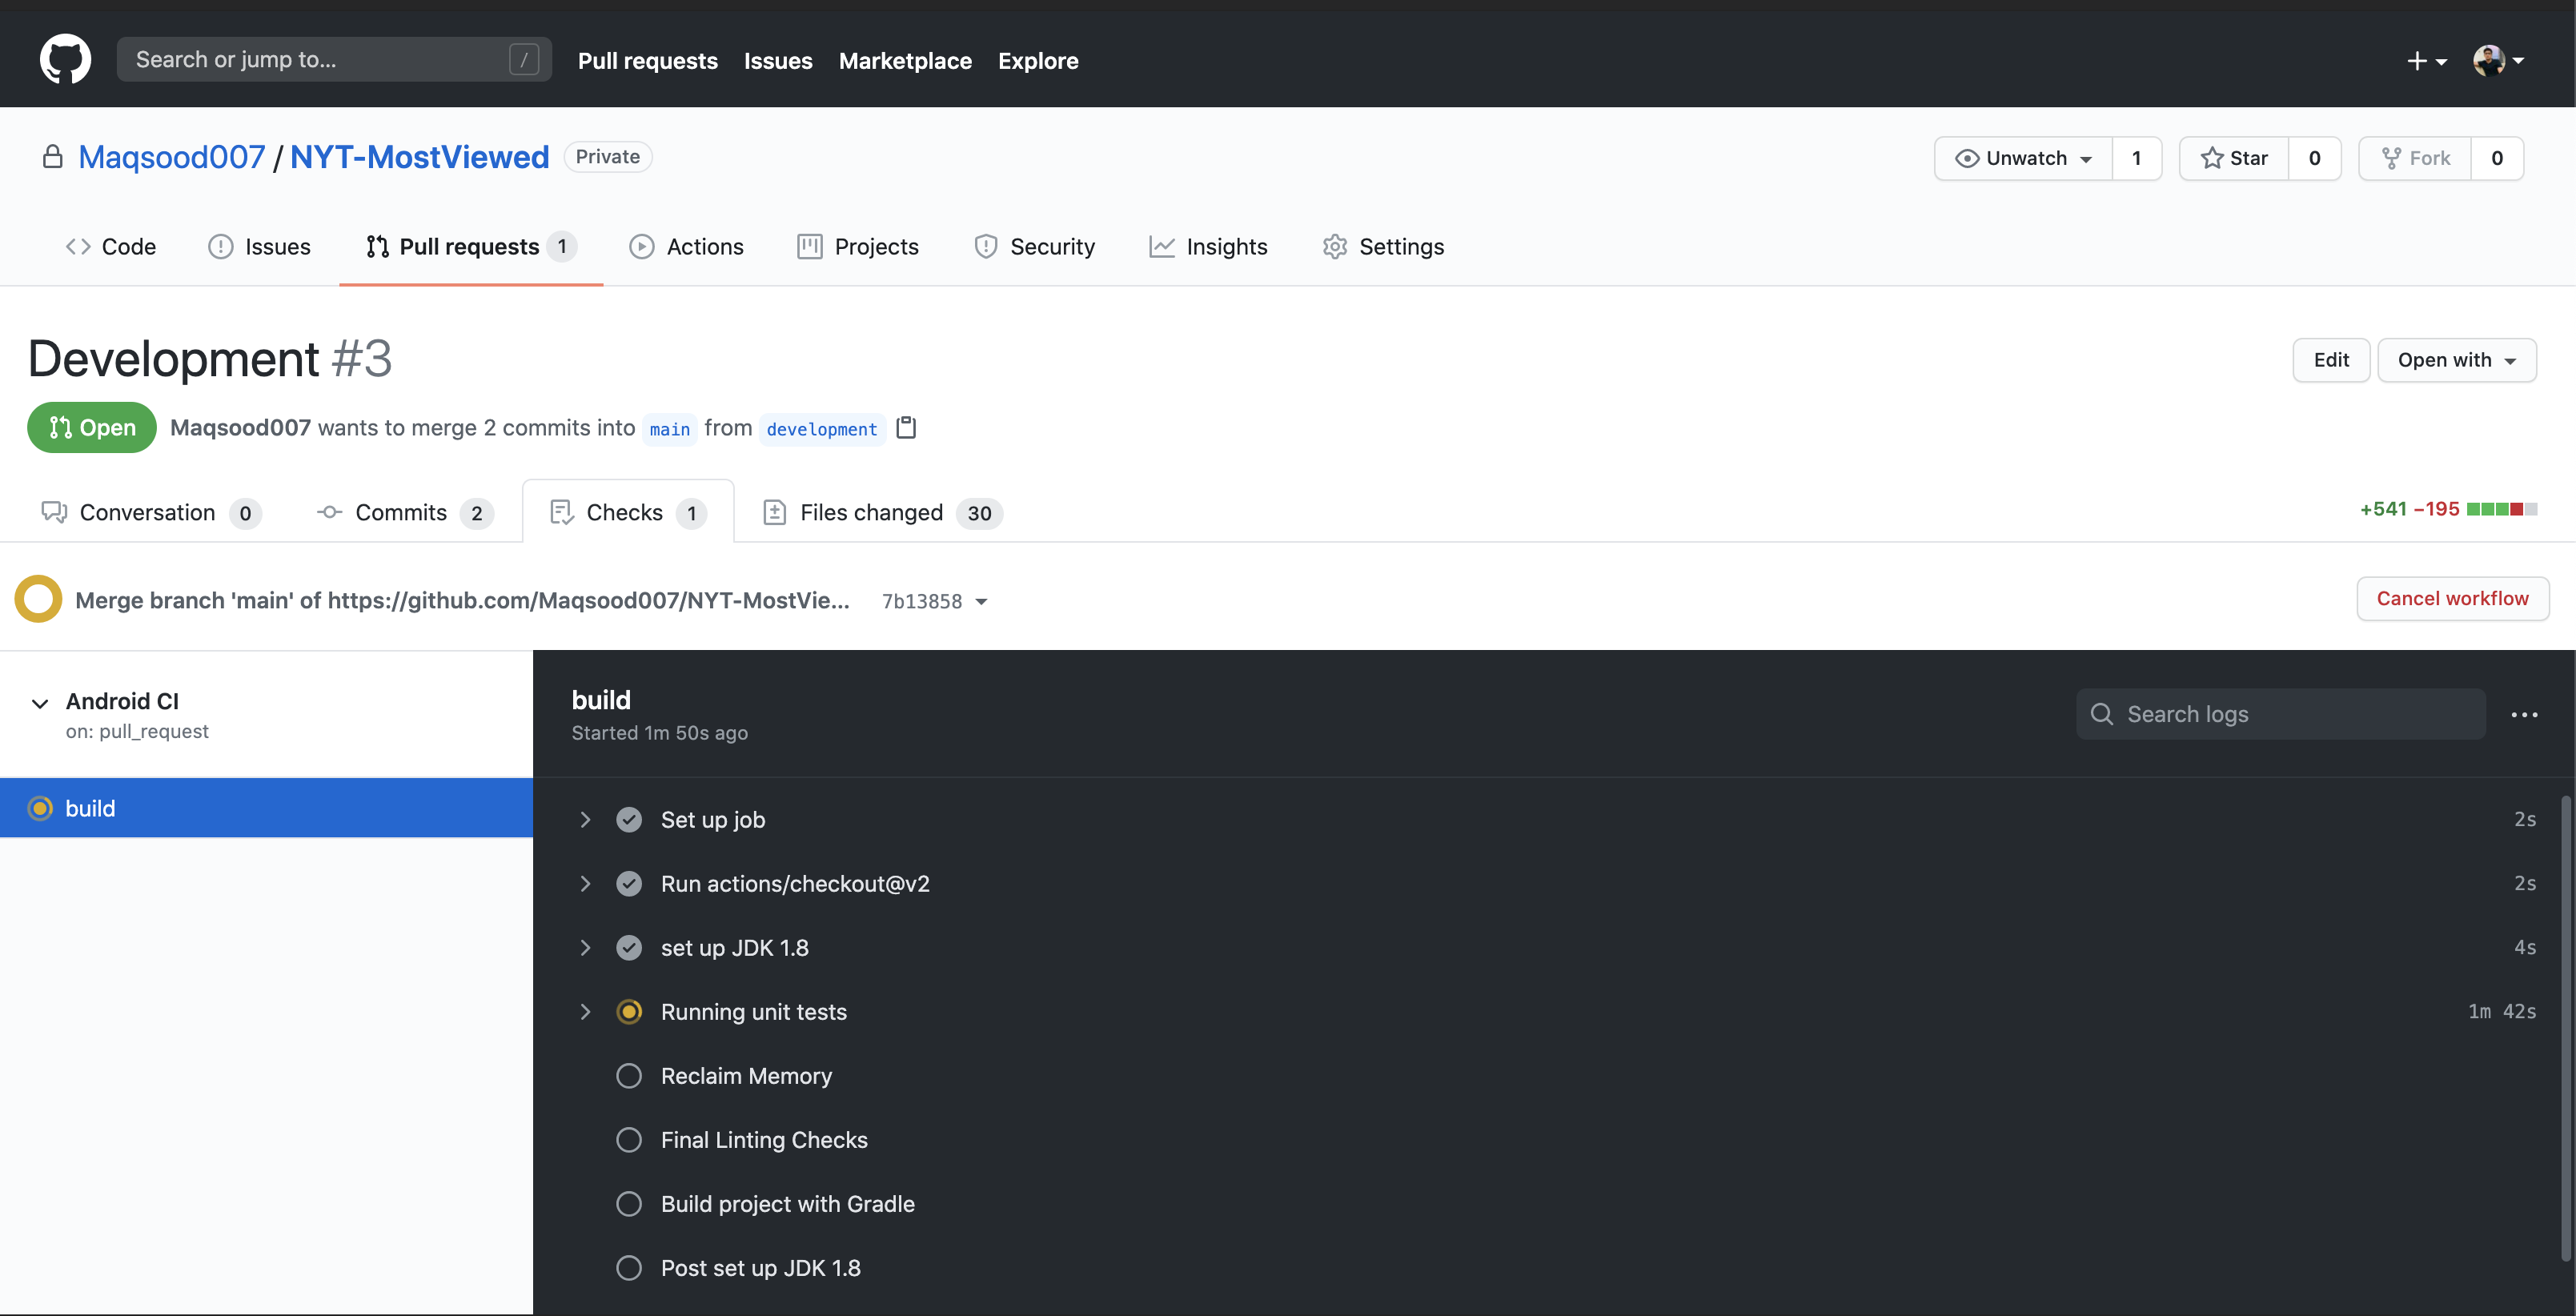 Search or jump to... /
Pull requests Issues Marketplace Explore
Maqsood007 / NYT-MostViewed Private
Unwatch 1 Star 0 Fork 0
Code Issues Pull requests 1 Actions Projects Security Insights Settings
Development #3
Edit Open with
Open Maqsood007 wants to merge 2 commits into main from development
Conversation 0 Commits 2 Checks 1 Files changed 30
+541 −195
Merge branch 'main' of https://github.com/Maqsood007/NYT-MostVie... 7b13858
Cancel workflow
Android CI
on: pull_request
build
build
Started 1m 50s ago
Search logs
Set up job 2s
Run actions/checkout@v2 2s
set up JDK 1.8 4s
Running unit tests 1m 42s
Reclaim Memory
Final Linting Checks
Build project with Gradle
Post set up JDK 1.8